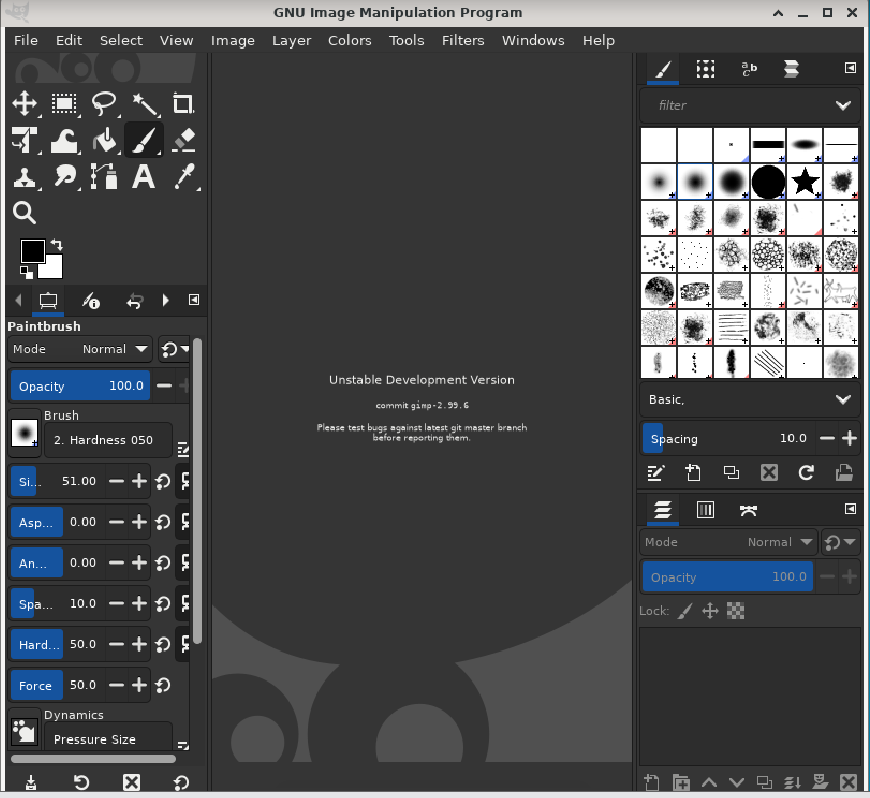 GNU Image Manipulation Program
File Edit Select View Image Layer Colors Tools Filters Windows Help
filter
Paintbrush
Mode Normal
Opacity 100.0
Brush
2. Hardness 050
Si... 51.00
Asp... 0.00
An... 0.00
Spa... 10.0
Hard... 50.0
Force 50.0
Dynamics
Pressure Size
Unstable Development Version
commit gimp-2.99.6
Please test bugs against latest git master branch
before reporting them.
Basic,
Spacing 10.0
Mode Normal
Opacity 100.0
Lock: